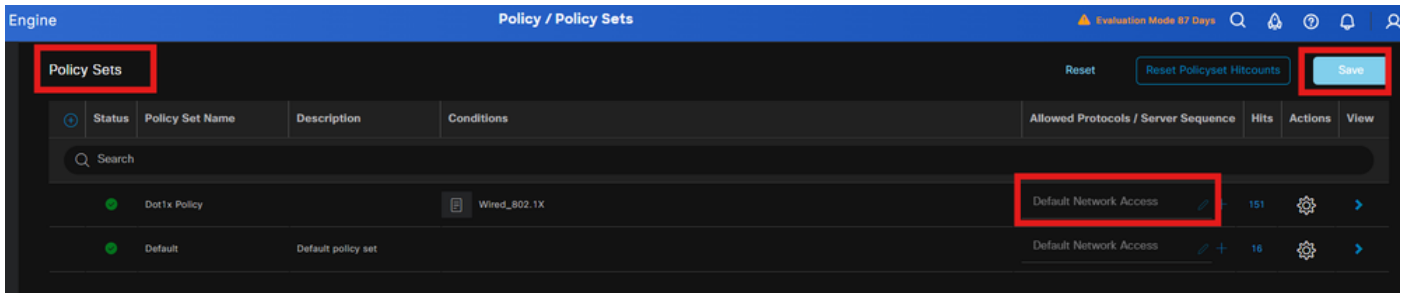 Engine
Policy / Policy Sets
Evaluation Mode 87 Days
Policy Sets
Reset
Reset Policyset Hitcounts
Save
Status Policy Set Name Description Conditions Allowed Protocols / Server Sequence Hits Actions View
Search
Dot1x Policy Wired_802.1X Default Network Access 151
Default Default policy set Default Network Access 16